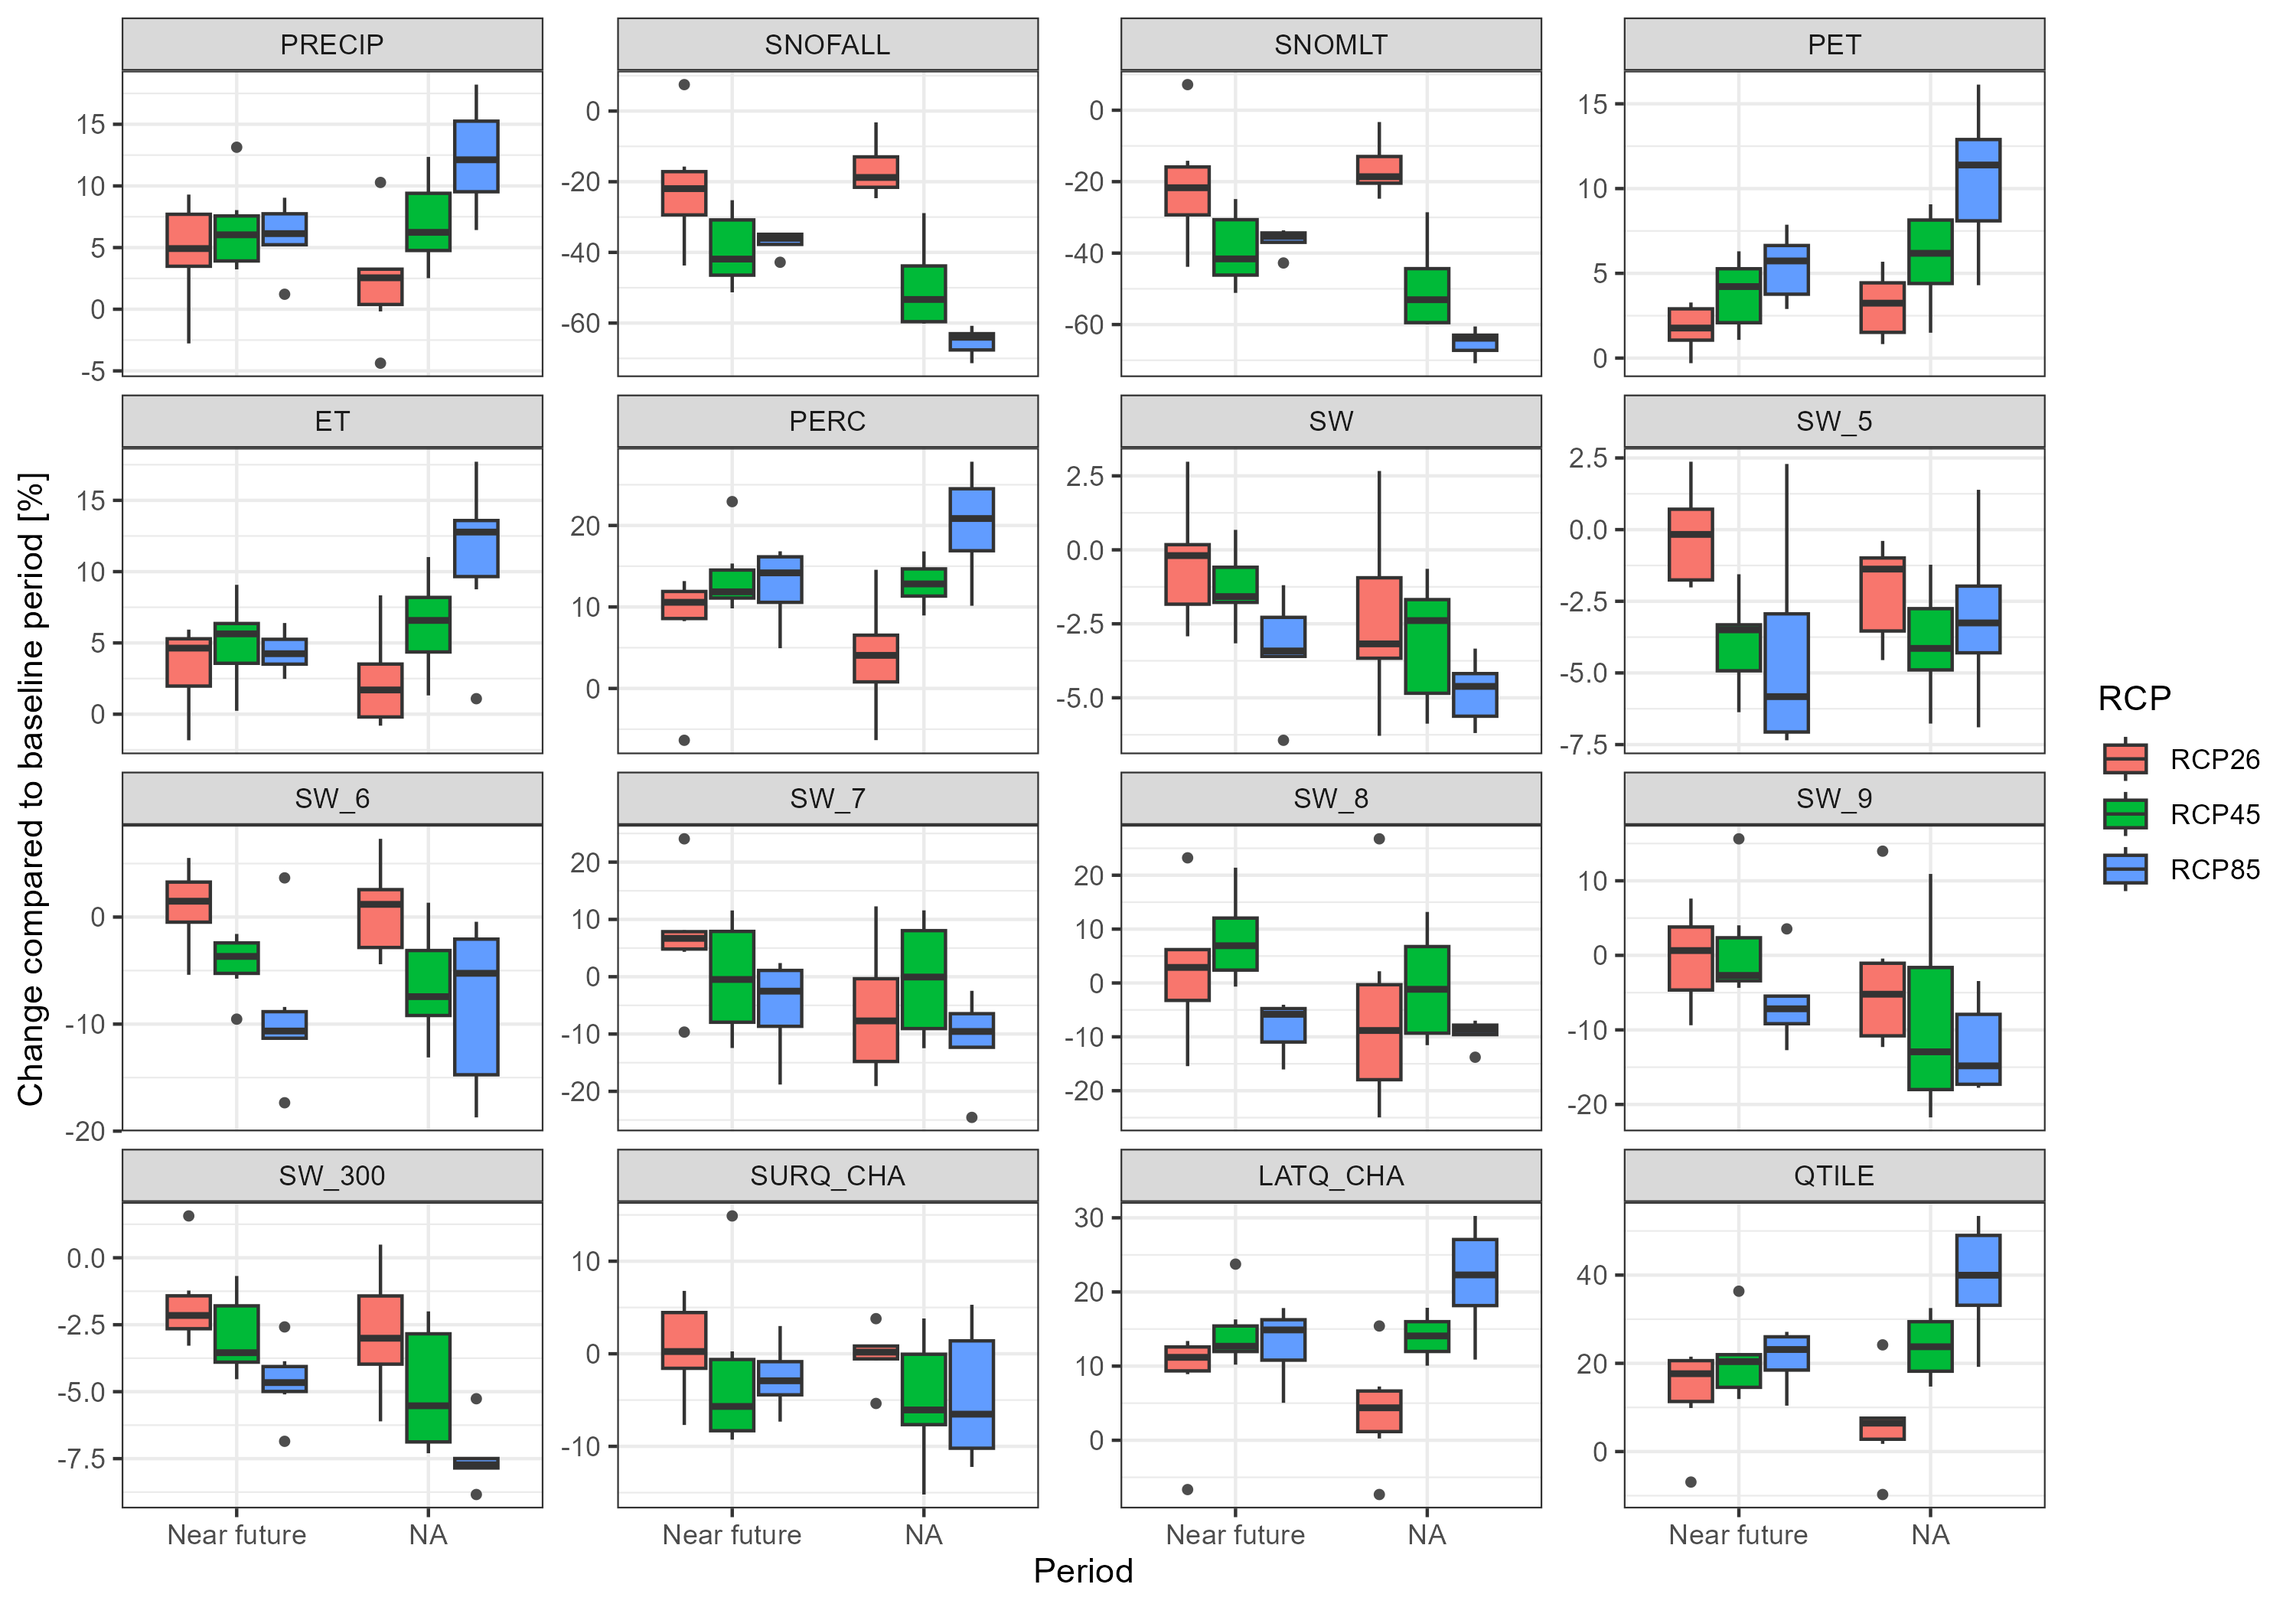 PRECIP SNOFALL SNOMLT PET
15 0 0 15
10 -20 -20 10
5 -40 -40 5
0 -60 -60 0
-5
ET PERC SW SW_5
15 20 2.5 2.5
10 10 0.0 0.0
5 0 -2.5 -2.5
0 -5.0 -5.0
-7.5
SW_6 SW_7 SW_8 SW_9
0 20 20 10
-10 10 10 0
-20 0 0 -10
-10 -10 -20
-20 -20
SW_300 SURQ_CHA LATQ_CHA QTILE
0.0 10 30 40
-2.5 0 20 20
-5.0 -10 10 0
-7.5 0
Near future NA Near future NA Near future NA Near future NA
Period
Change compared to baseline period [%]
RCP
RCP26
RCP45
RCP85